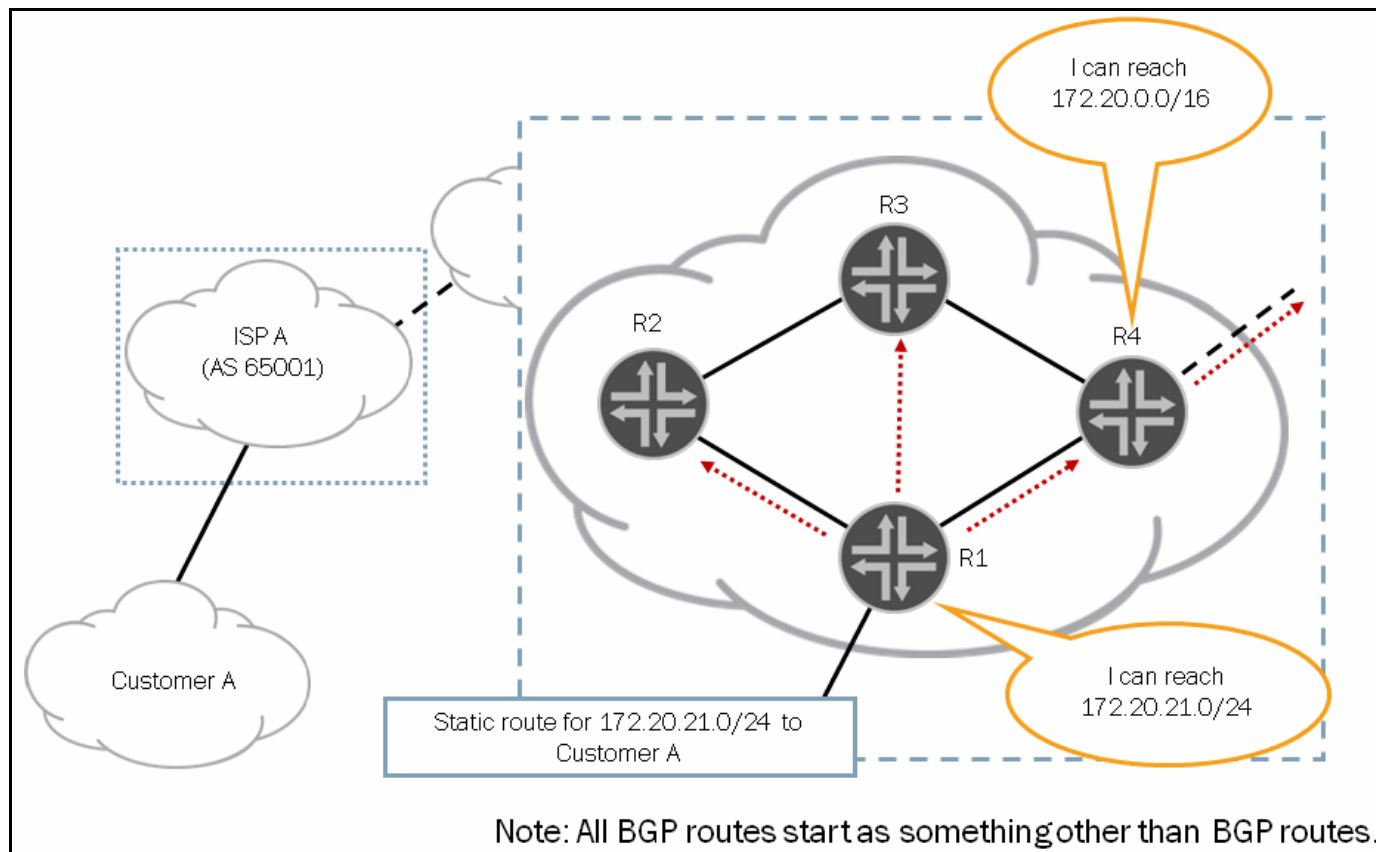 I can reach
172.20.0.0/16
R3
R2
R4
ISP A
(AS 65001)
R1
Customer A
I can reach
172.20.21.0/24
Static route for 172.20.21.0/24 to
Customer A
Note: All BGP routes start as something other than BGP routes.